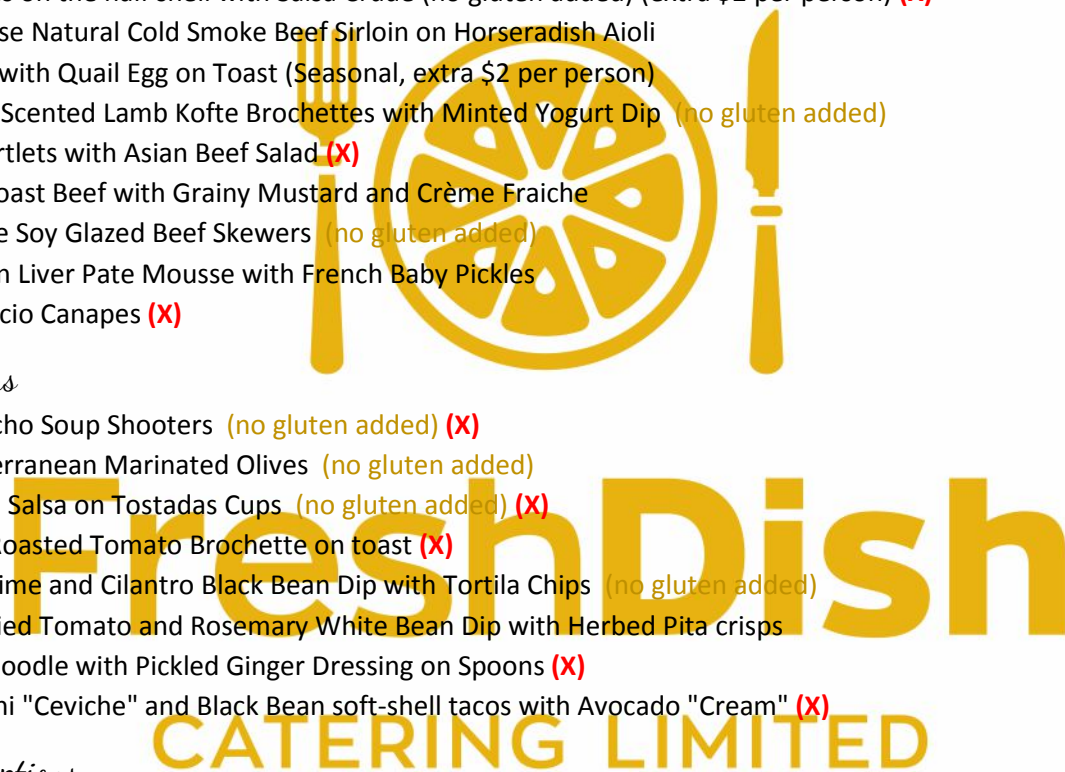 on the half shell with Salsa Crude (no gluten added) (extra $2 per person) (X)
se Natural Cold Smoke Beef Sirloin on Horseradish Aioli
with Quail Egg on Toast (Seasonal, extra $2 per person)
Scented Lamb Kofte Brochettes with Minted Yogurt Dip (no gluten added)
rtlets with Asian Beef Salad (X)
oast Beef with Grainy Mustard and Crème Fraiche
e Soy Glazed Beef Skewers (no gluten added)
n Liver Pate Mousse with French Baby Pickles
cio Canapes (X)
s
cho Soup Shooters (no gluten added) (X)
erranean Marinated Olives (no gluten added)
Salsa on Tostadas Cups (no gluten added) (X)
Roasted Tomato Brochette on toast (X)
ime and Cilantro Black Bean Dip with Tortila Chips (no gluten added)
ied Tomato and Rosemary White Bean Dip with Herbed Pita crisps
oodle with Pickled Ginger Dressing on Spoons (X)
ni "Ceviche" and Black Bean soft-shell tacos with Avocado "Cream" (X)
FreshDish
CATERING LIMITED